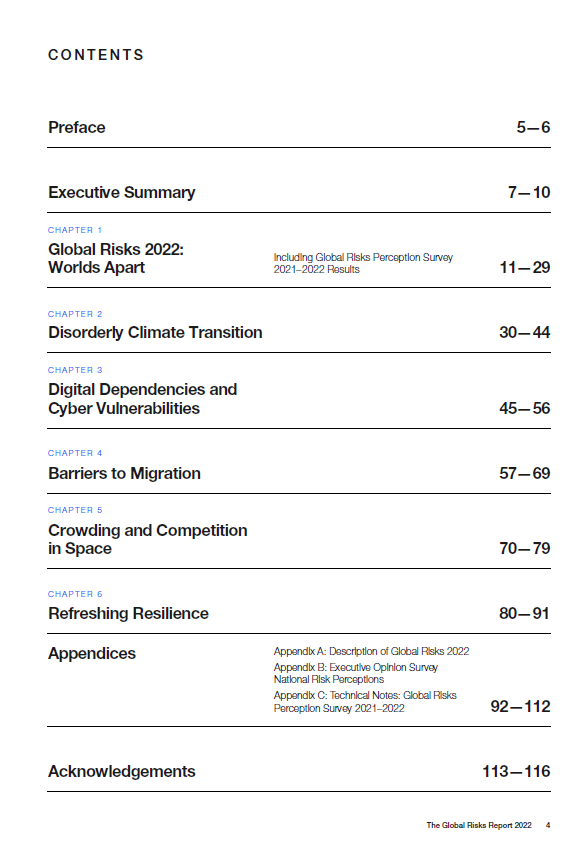 CONTENTS
Preface 5—6
Executive Summary 7—10
CHAPTER 1
Global Risks 2022:
Worlds Apart
Including Global Risks Perception Survey
2021–2022 Results
11—29
CHAPTER 2
Disorderly Climate Transition 30—44
CHAPTER 3
Digital Dependencies and
Cyber Vulnerabilities 45—56
CHAPTER 4
Barriers to Migration 57—69
CHAPTER 5
Crowding and Competition
in Space 70—79
CHAPTER 6
Refreshing Resilience 80—91
Appendices
Appendix A: Description of Global Risks 2022
Appendix B: Executive Opinion Survey
National Risk Perceptions
Appendix C: Technical Notes: Global Risks
Perception Survey 2021–2022
92—112
Acknowledgements 113—116
The Global Risks Report 2022 4